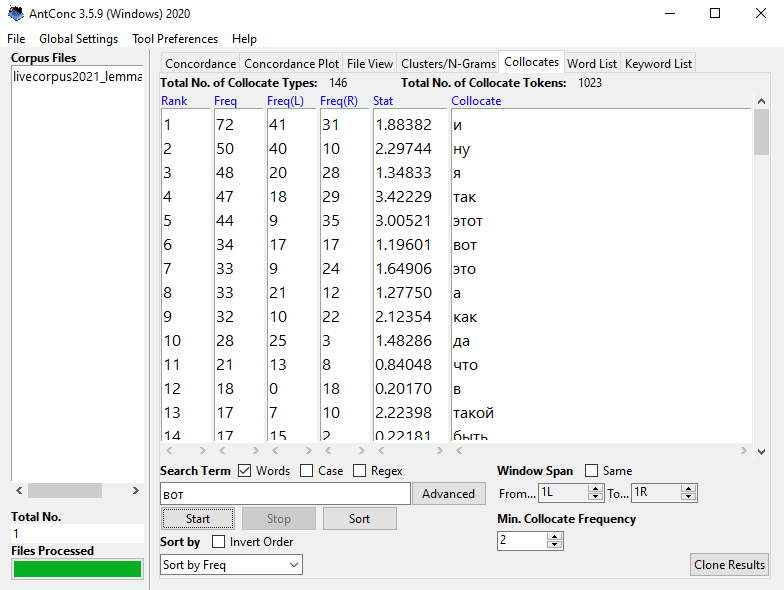 AntConc 3.5.9 (Windows) 2020
File Global Settings Tool Preferences Help
Corpus Files
livecorpus2021_lemma
Total No.
1
Files Processed
Concordance Concordance Plot File View Clusters/N-Grams Collocates Word List Keyword List
Total No. of Collocate Types: 146 Total No. of Collocate Tokens: 1023
Rank Freq Freq(L) Freq(R) Stat Collocate
1 72 41 31 1.88382 и
2 50 40 10 2.29744 ну
3 48 20 28 1.34833 я
4 47 18 29 3.42229 так
5 44 9 35 3.00521 этот
6 34 17 17 1.19601 вот
7 33 9 24 1.64906 это
8 33 21 12 1.27750 а
9 32 10 22 2.12354 как
10 28 25 3 1.48286 да
11 21 13 8 0.84048 что
12 18 0 18 0.20170 в
13 17 7 10 2.22398 такой
14 17 15 2 0.22181 быть
Search Term Words Case Regex Window Span Same
вот Advanced From... 1L To... 1R
Start Stop Sort Min. Collocate Frequency
Sort by Invert Order 2
Sort by Freq Clone Results